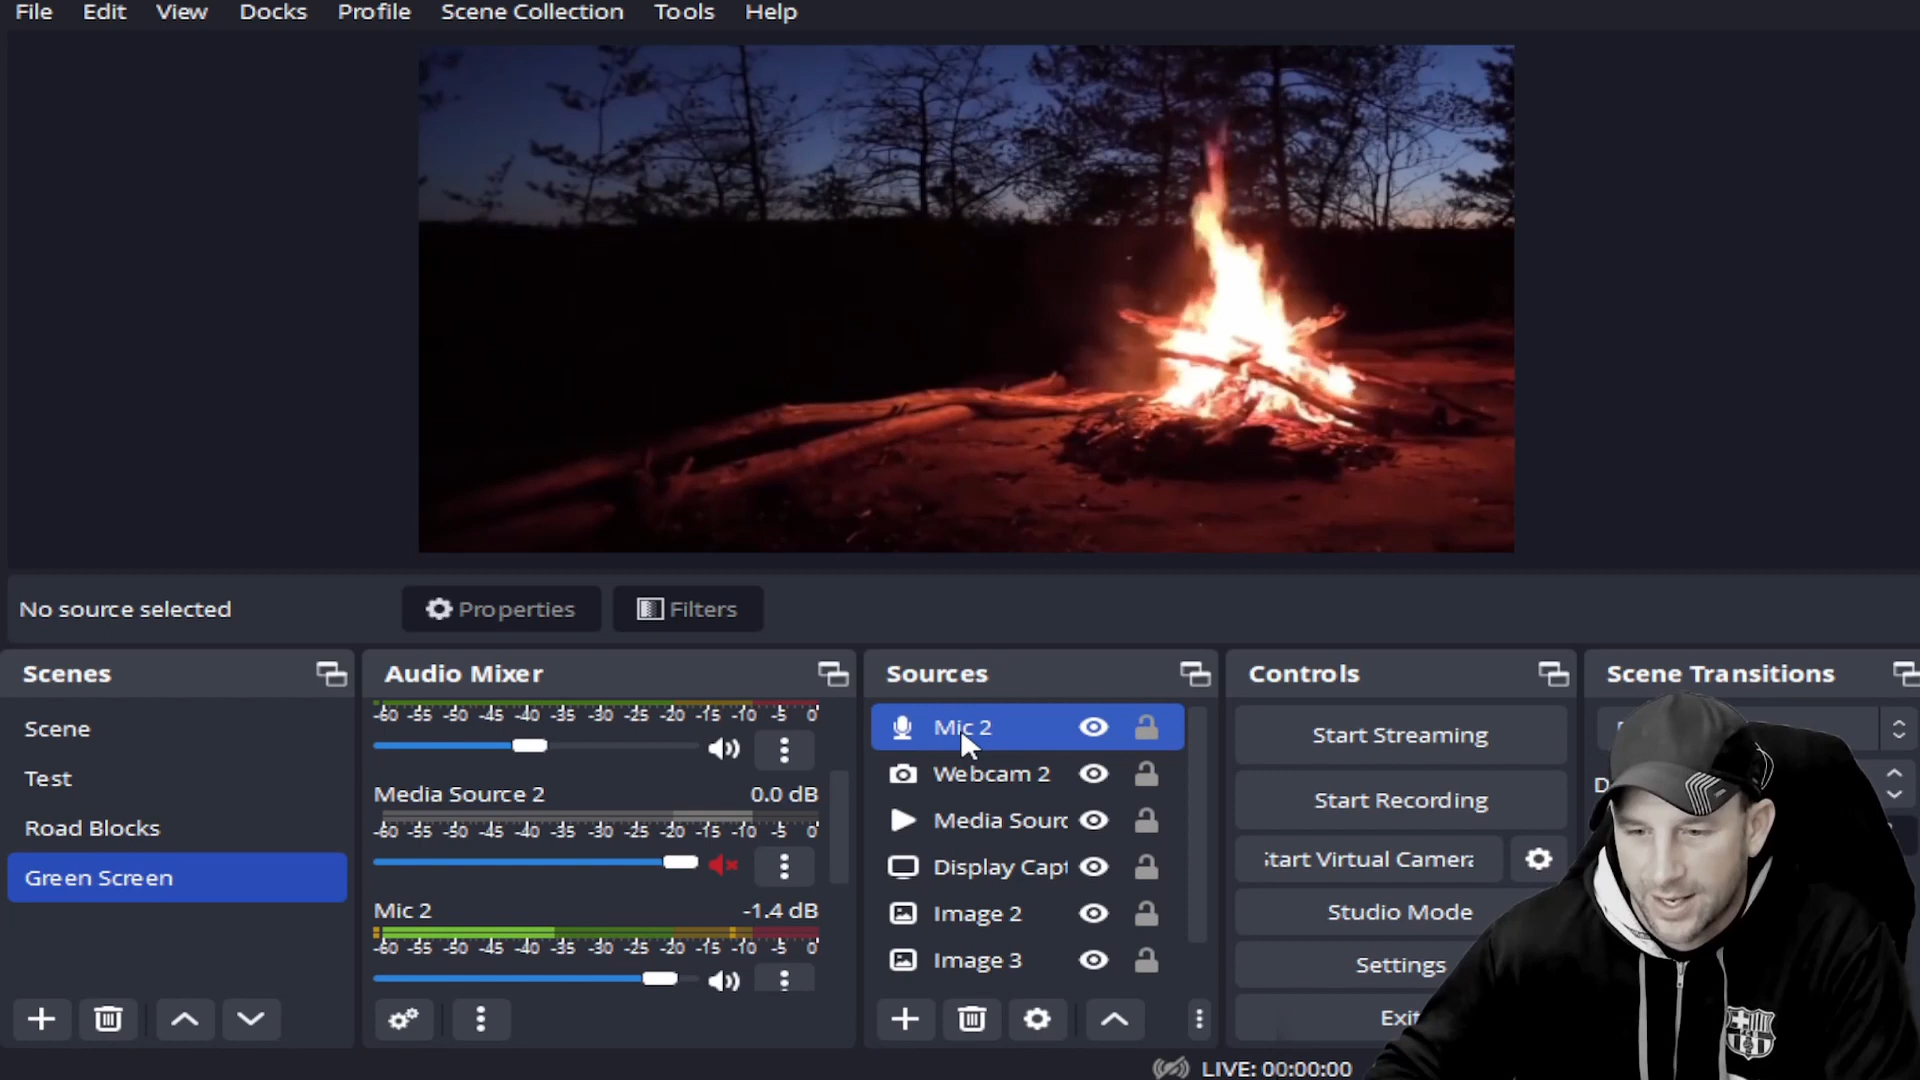 File Edit View Docks Profile Scene Collection Tools Help
No source selected
Properties
Filters
Scenes
Scene
Test
Road Blocks
Green Screen
Audio Mixer
-60 -55 -50 -45 -40 -35 -30 -25 -20 -15 -10 -5 0
Media Source 2 0.0 dB
-60 -55 -50 -45 -40 -35 -30 -25 -20 -15 -10 -5 0
Mic 2 -1.4 dB
-60 -55 -50 -45 -40 -35 -30 -25 -20 -15 -10 -5 0
Sources
Mic 2
Webcam 2
Media Sourc
Display Capt
Image 2
Image 3
Controls
Start Streaming
Start Recording
tart Virtual Camera
Studio Mode
Settings
Exit
Scene Transitions
LIVE: 00:00:00